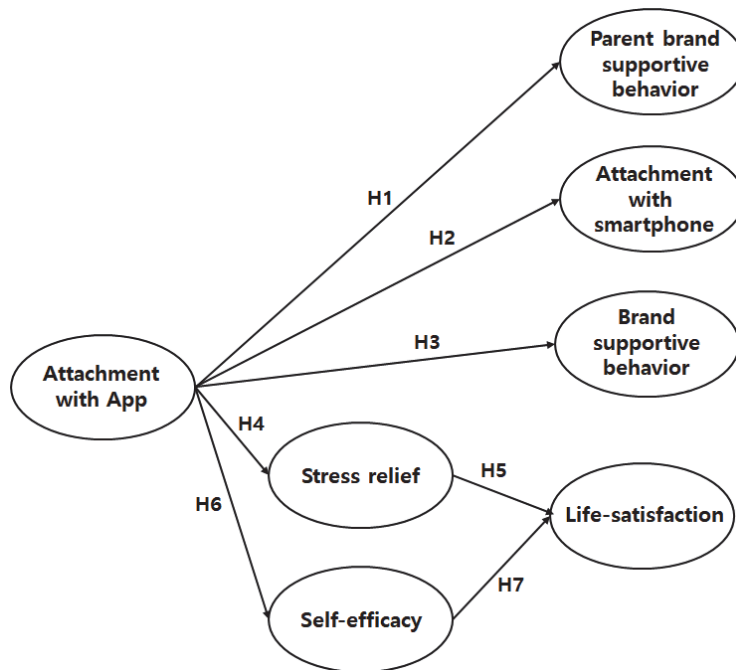 Parent brand
supportive
behavior
H1
Attachment
with
smartphone
H2
Brand
supportive
behavior
H3
Attachment
with App
H4
Stress relief
H5
Life-satisfaction
H6
H7
Self-efficacy